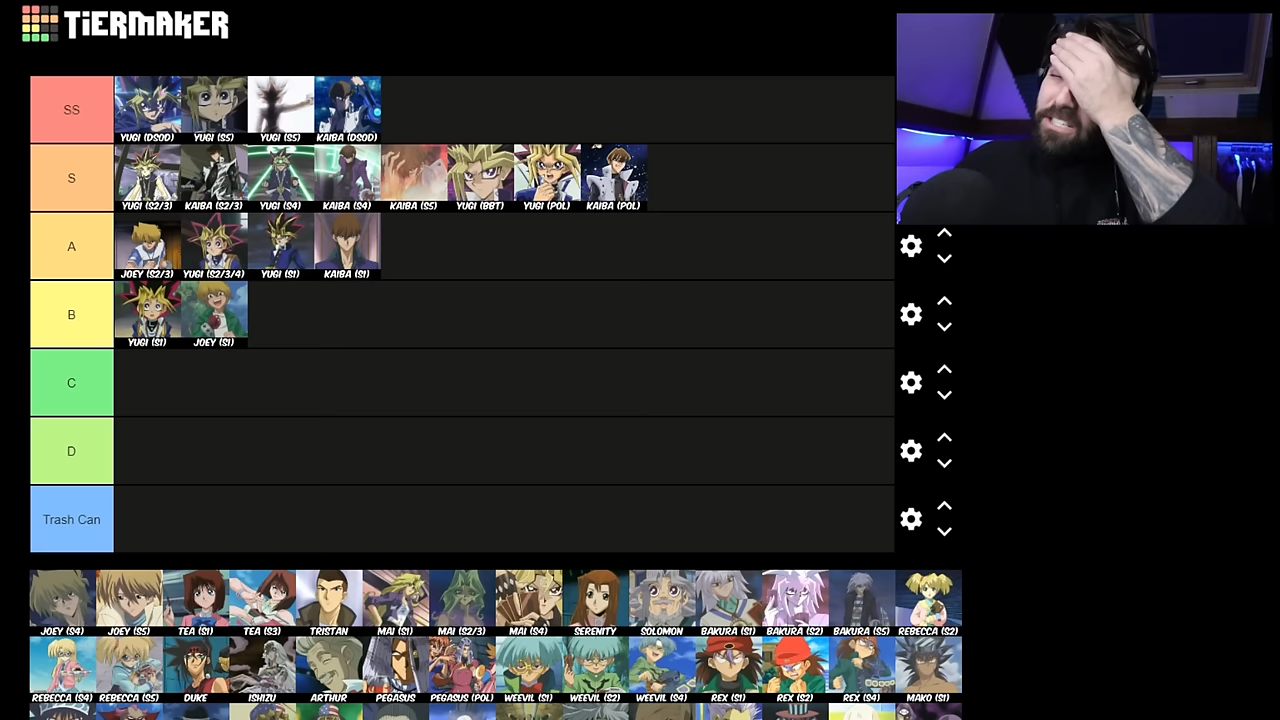 TiERMAKER
SS
YUGI (DSOD) YUGI (S5) YUGI (S5) KAIBA (DSOD)
S
YUGI (S2/3) KAIBA (S2/3) YUGI (S4) KAIBA (S4) KAIBA (S5) YUGI (BBT) YUGI (POL) KAIBA (POL)
A
JOEY (S2/3) YUGI (S2/3/4) YUGI (S1) KAIBA (S1)
B
YUGI (S1) JOEY (S1)
C
D
Trash Can
JOEY (S4) JOEY (S5) TEA (S1) TEA (S3) TRISTAN MAI (S1) MAI (S2/3) MAI (S4) SERENITY SOLOMON BAKURA (S1) BAKURA (S2) BAKURA (S5) REBECCA (S2)
REBECCA (S4) REBECCA (S5) DUKE ISHIZU ARTHUR PEGASUS PEGASUS (POL) WEEVIL (S1) WEEVIL (S2) WEEVIL (S4) REX (S1) REX (S2) REX (S4) MAKO (S1)